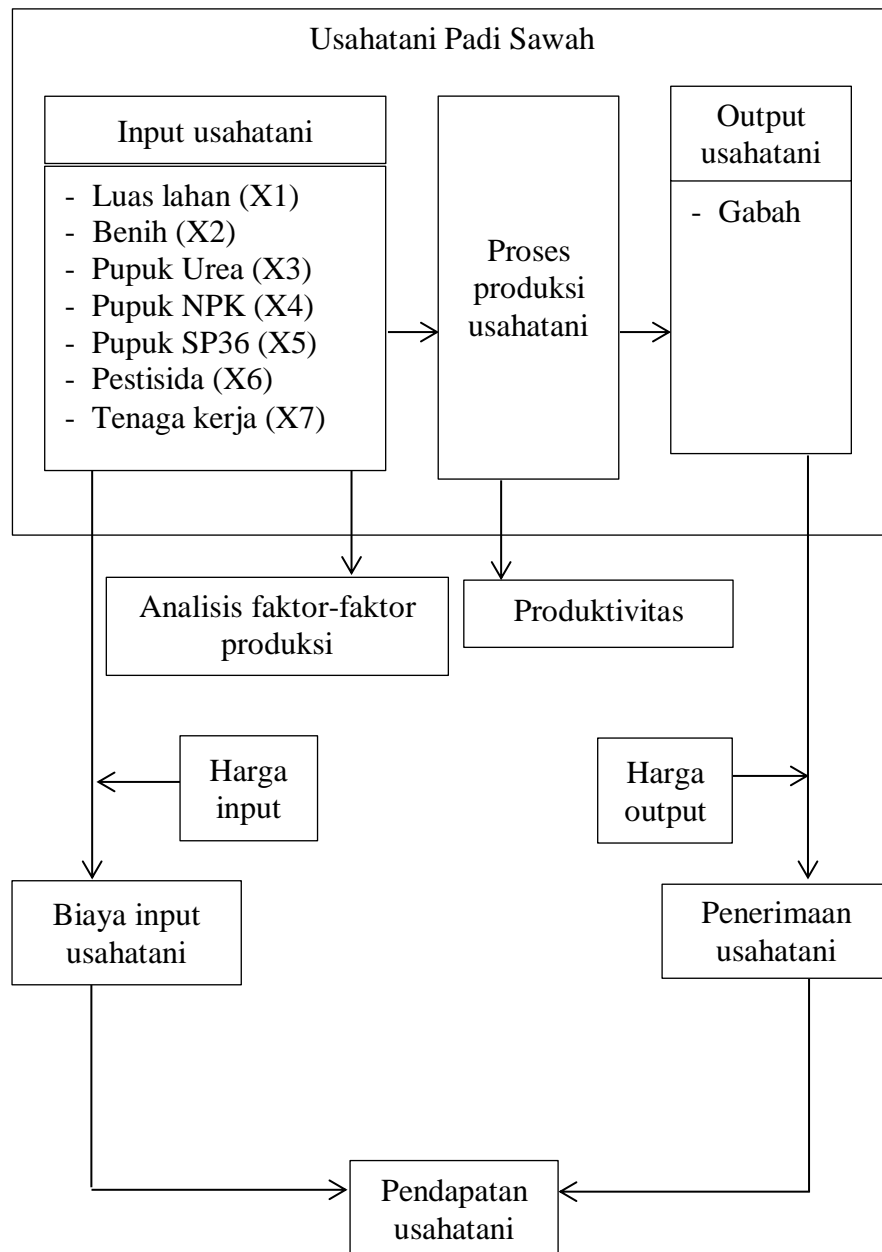 Usahatani Padi Sawah
Input usahatani
- Luas lahan (X1)
- Benih (X2)
- Pupuk Urea (X3)
- Pupuk NPK (X4)
- Pupuk SP36 (X5)
- Pestisida (X6)
- Tenaga kerja (X7)
Proses
produksi
usahatani
Output
usahatani
- Gabah
Analisis faktor-faktor
produksi
Produktivitas
Harga
input
Harga
output
Biaya input
usahatani
Penerimaan
usahatani
Pendapatan
usahatani